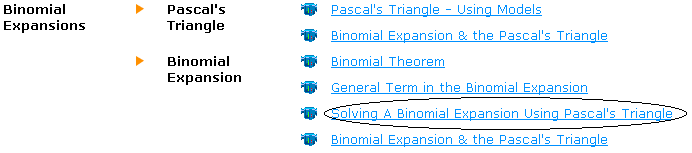 Binomial Expansions
Pascal's Triangle
Pascal's Triangle - Using Models
Binomial Expansion & the Pascal's Triangle
Binomial Expansion
Binomial Theorem
General Term in the Binomial Expansion
Solving A Binomial Expansion Using Pascal's Triangle
Binomial Expansion & the Pascal's Triangle